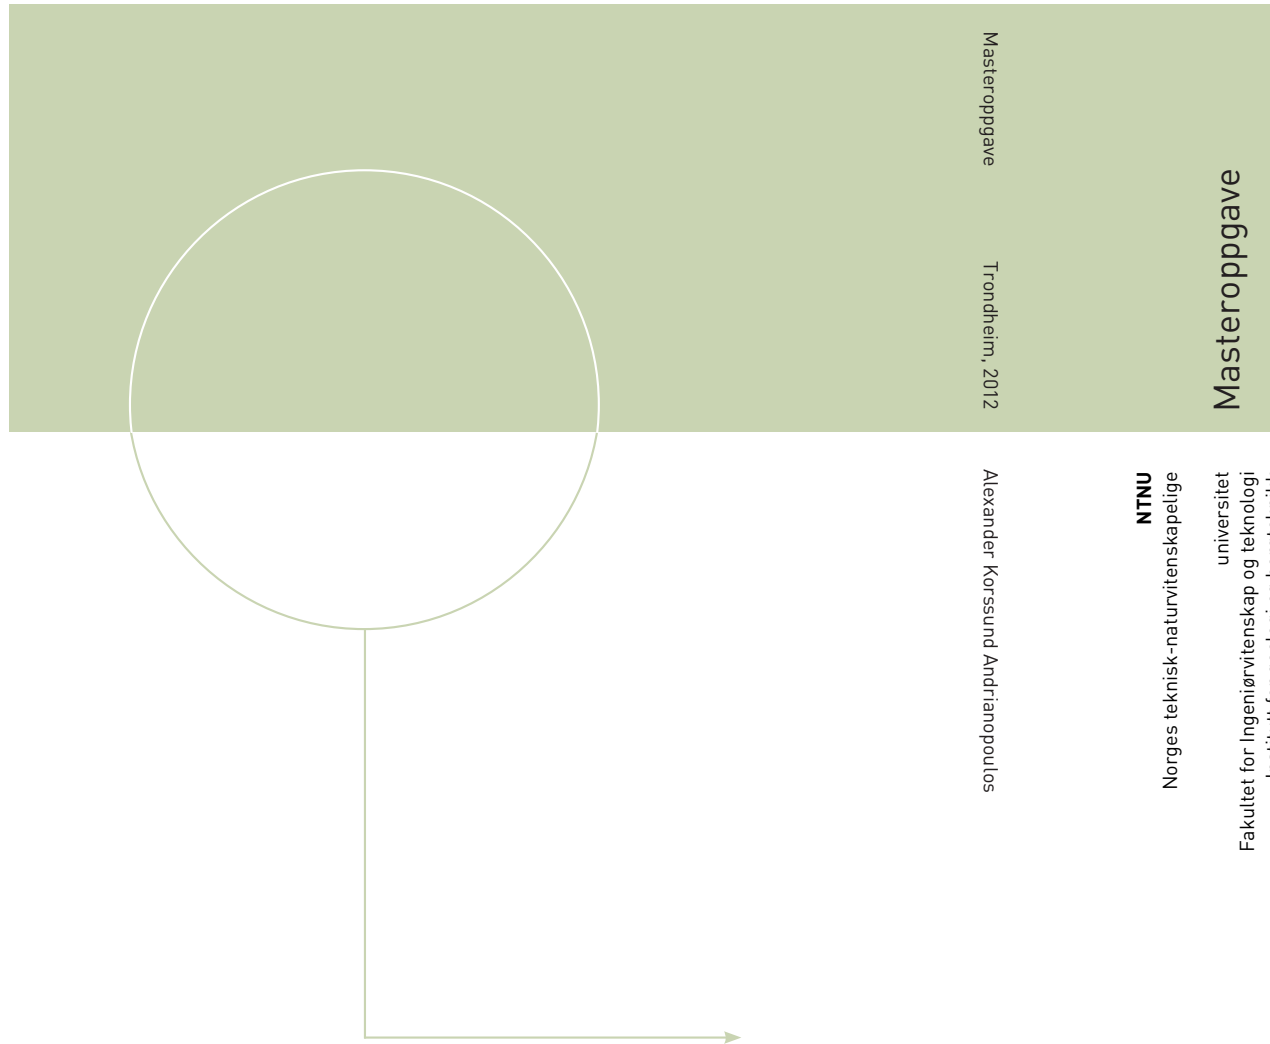 Masteroppgave
Trondheim, 2012
Alexander Korssund Andrianopoulos
Masteroppgave
NTNU
Norges teknisk-naturvitenskapelige
universitet
Fakultet for Ingeniørvitenskap og teknologi